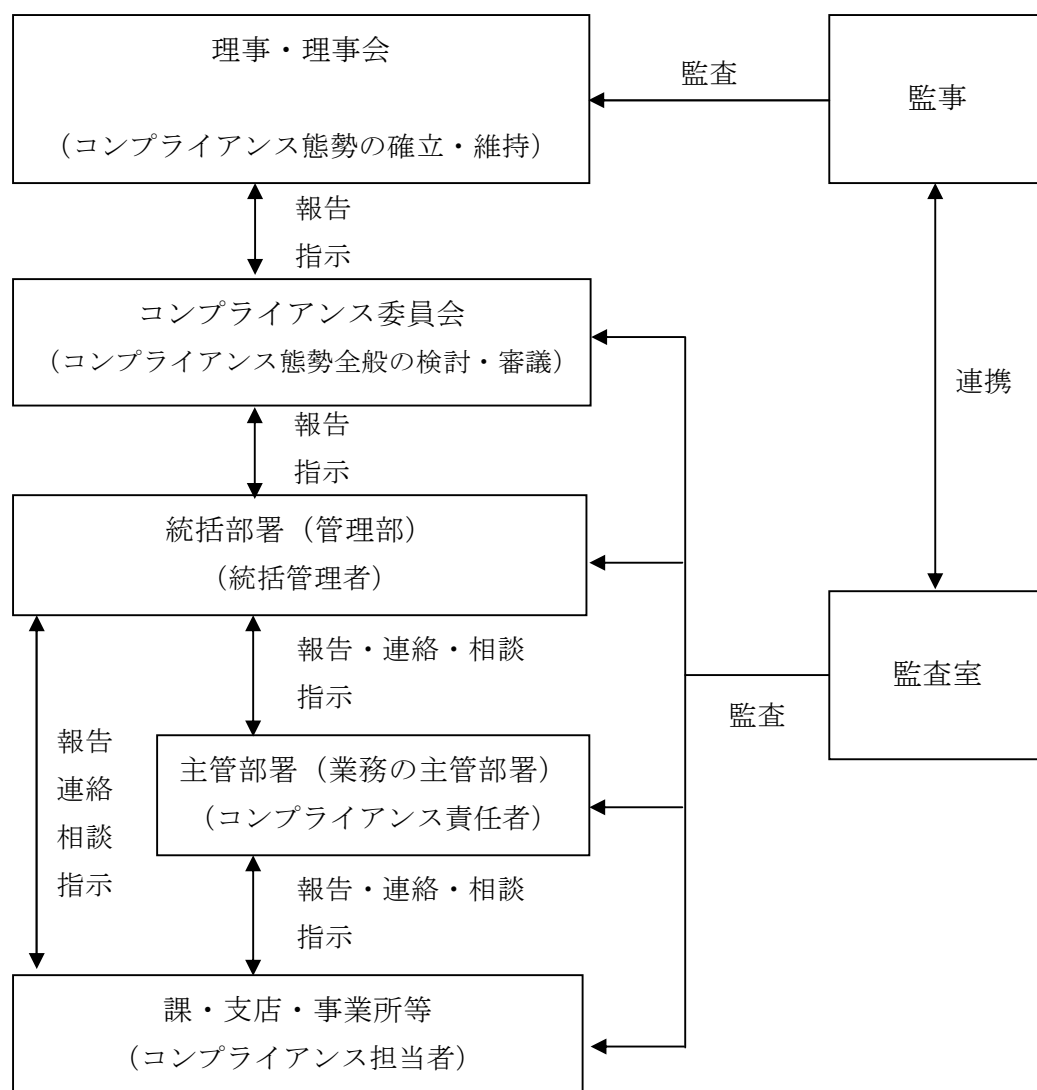 理事・理事会
(コンプライアンス態勢の確立・維持)
監査
監事
報告
指示
コンプライアンス委員会
(コンプライアンス態勢全般の検討・審議)
連携
報告
指示
統括部署(管理部)
(統括管理者)
報告・連絡・相談
指示
監査室
監査
報告
連絡
相談
指示
主管部署(業務の主管部署)
(コンプライアンス責任者)
報告・連絡・相談
指示
課・支店・事業所等
(コンプライアンス担当者)